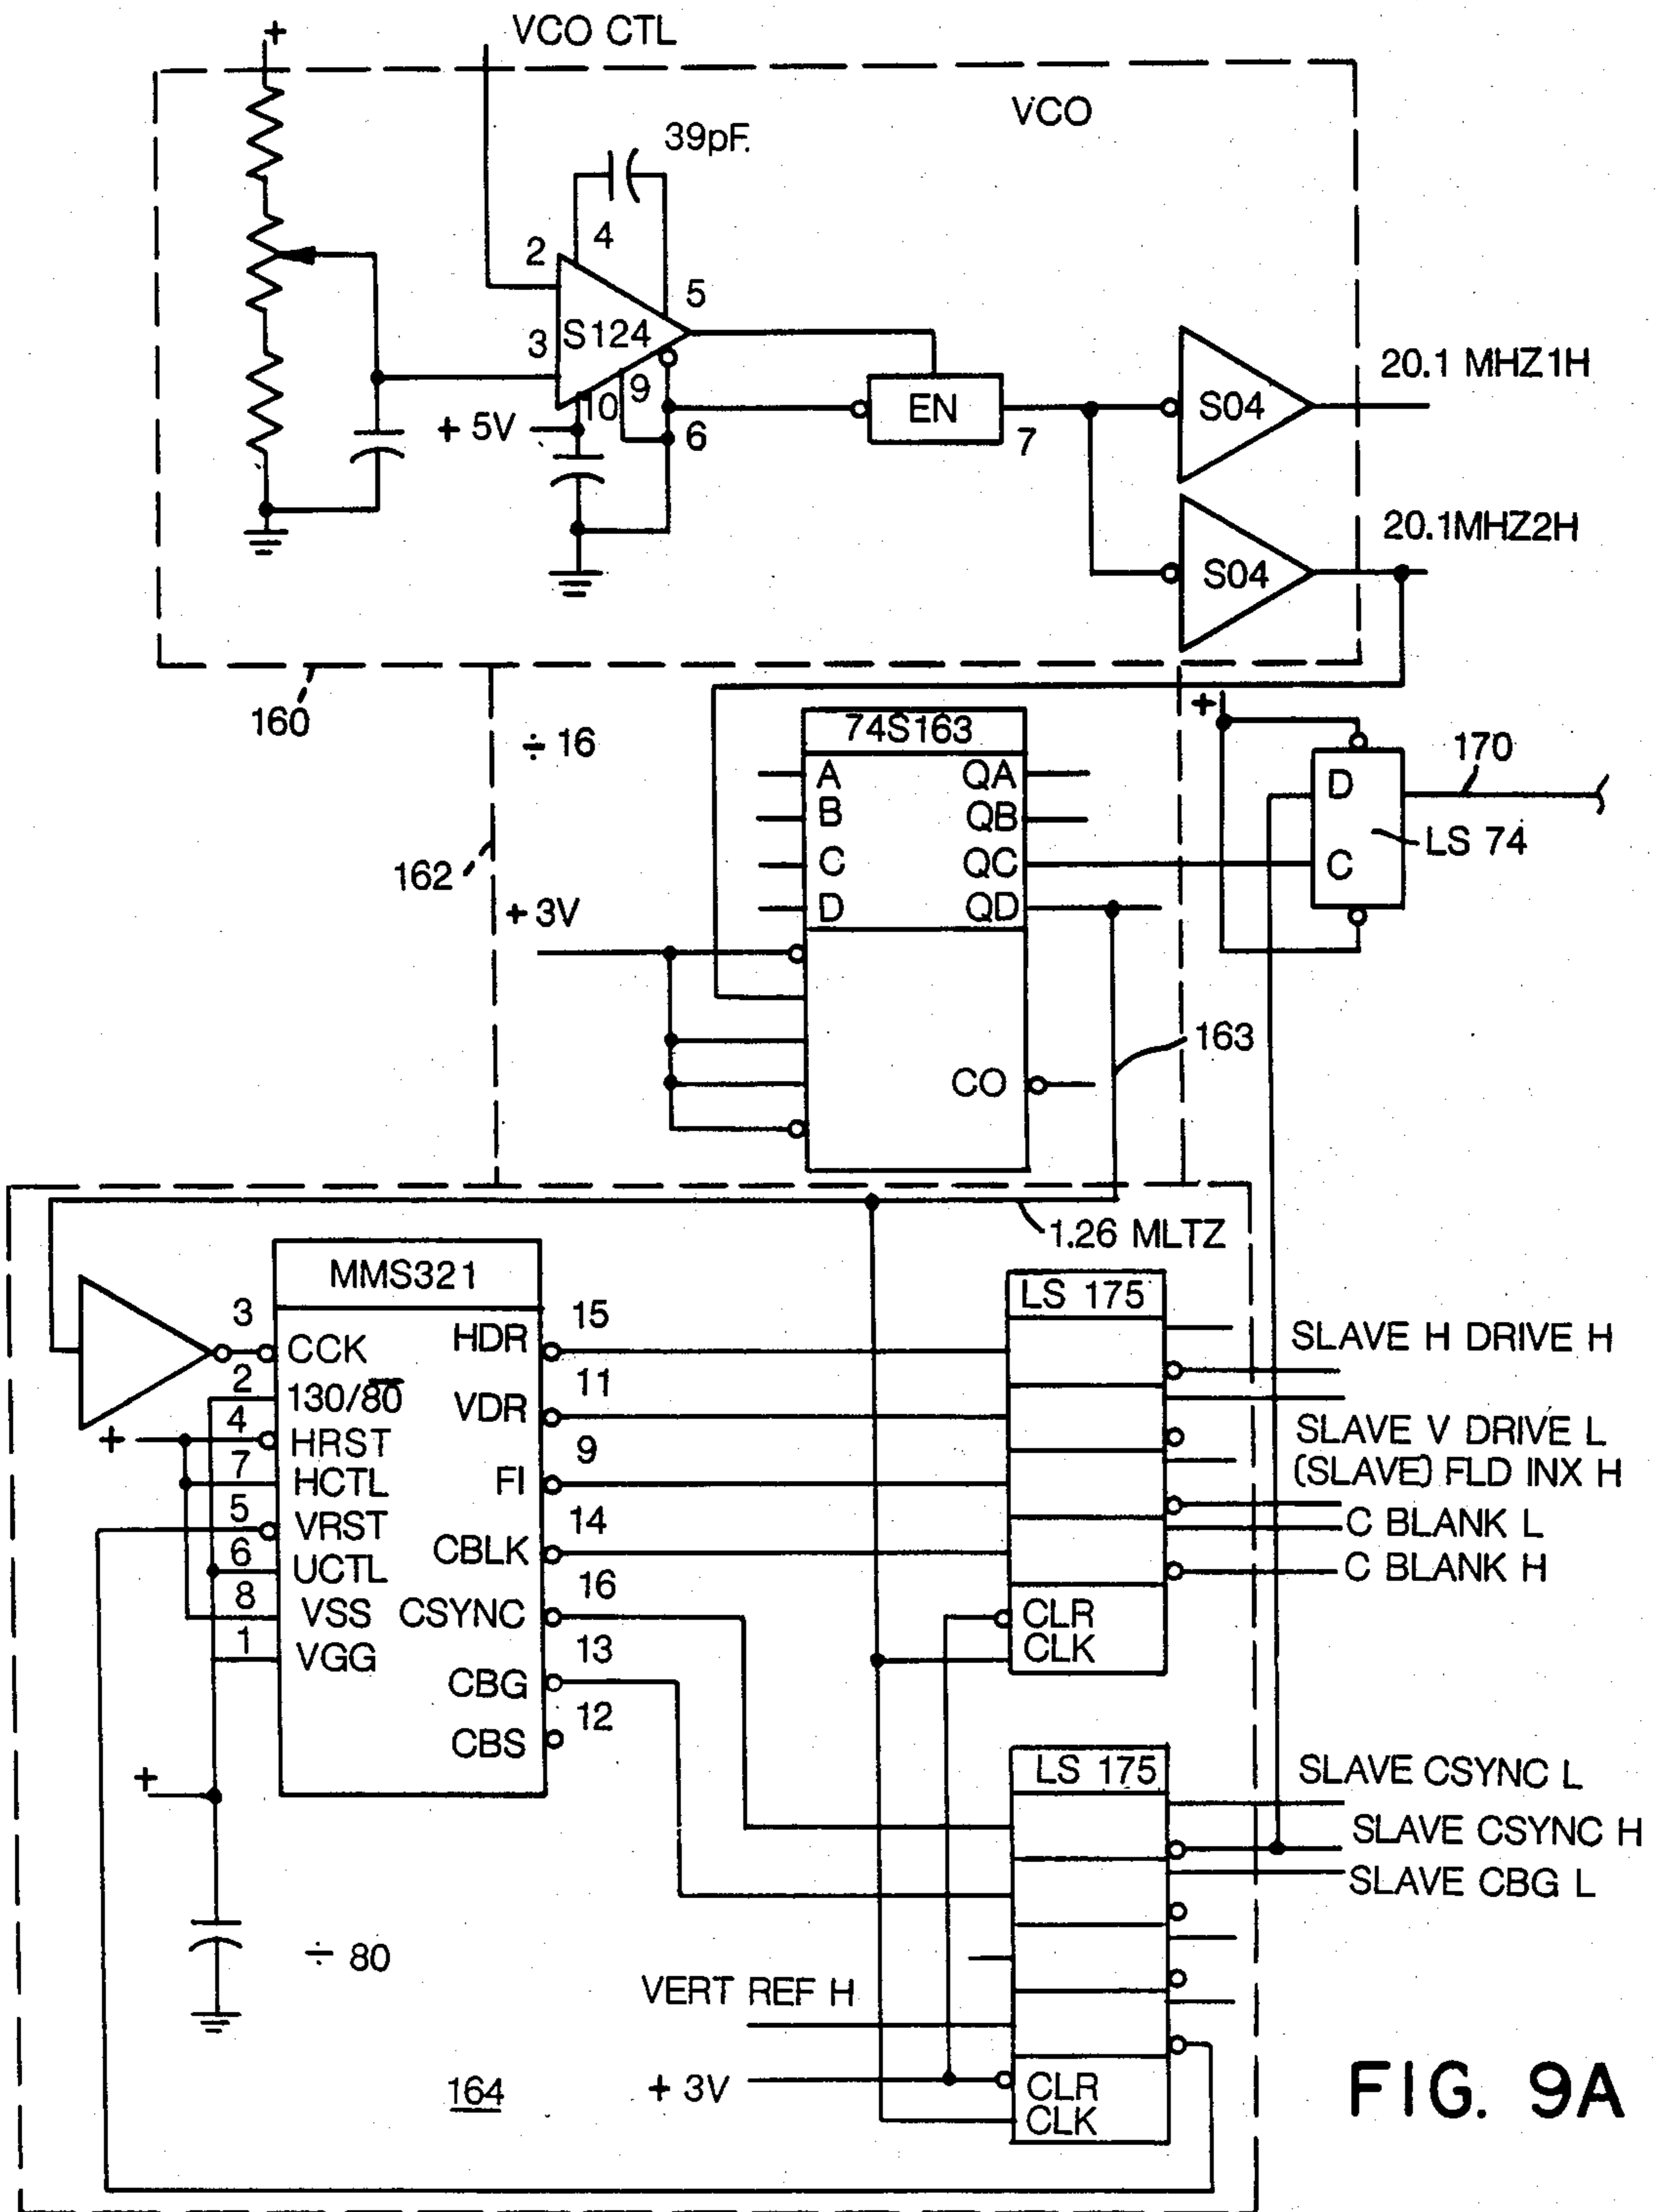 +
VCO CTL
VCO
39pF.
2
4
5
3
S124
9
10
+ 5V
6
EN
7
S04
20.1 MHZ1H
S04
20.1MHZ2H
160
162
÷ 16
74S163
A QA
B QB
C QC
D QD
+ 3V
CO
163
+
D
C
170
LS 74
1.26 MLTZ
MMS321
3 CCK
2 130/80
4 HRST
+
7 HCTL
5 VRST
6 UCTL
8 VSS
1 VGG
HDR 15
VDR 11
FI 9
CBLK 14
CSYNC 16
CBG 13
CBS 12
+
÷ 80
LS 175
CLR
CLK
SLAVE H DRIVE H
SLAVE V DRIVE L
(SLAVE) FLD INX H
C BLANK L
C BLANK H
LS 175
CLR
CLK
SLAVE CSYNC L
SLAVE CSYNC H
SLAVE CBG L
VERT REF H
+ 3V
164
FIG. 9A